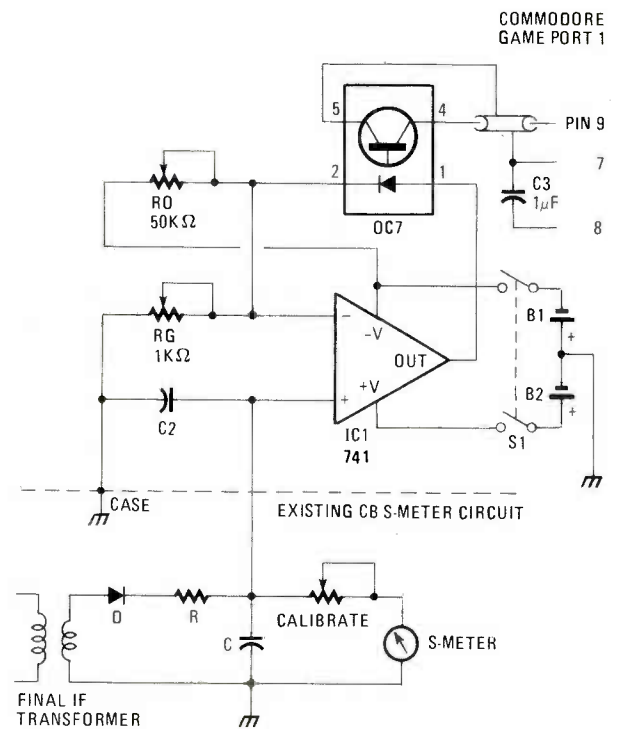 COMMODORE
GAME PORT 1
5
4
PIN 9
7
C3
1µF
8
2
1
OC7
RO
50KΩ
RG
1KΩ
−
−V
OUT
+V
+
IC1
741
B1
+
B2
+
S1
C2
CASE
EXISTING CB S-METER CIRCUIT
D
R
CALIBRATE
C
S-METER
FINAL IF
TRANSFORMER